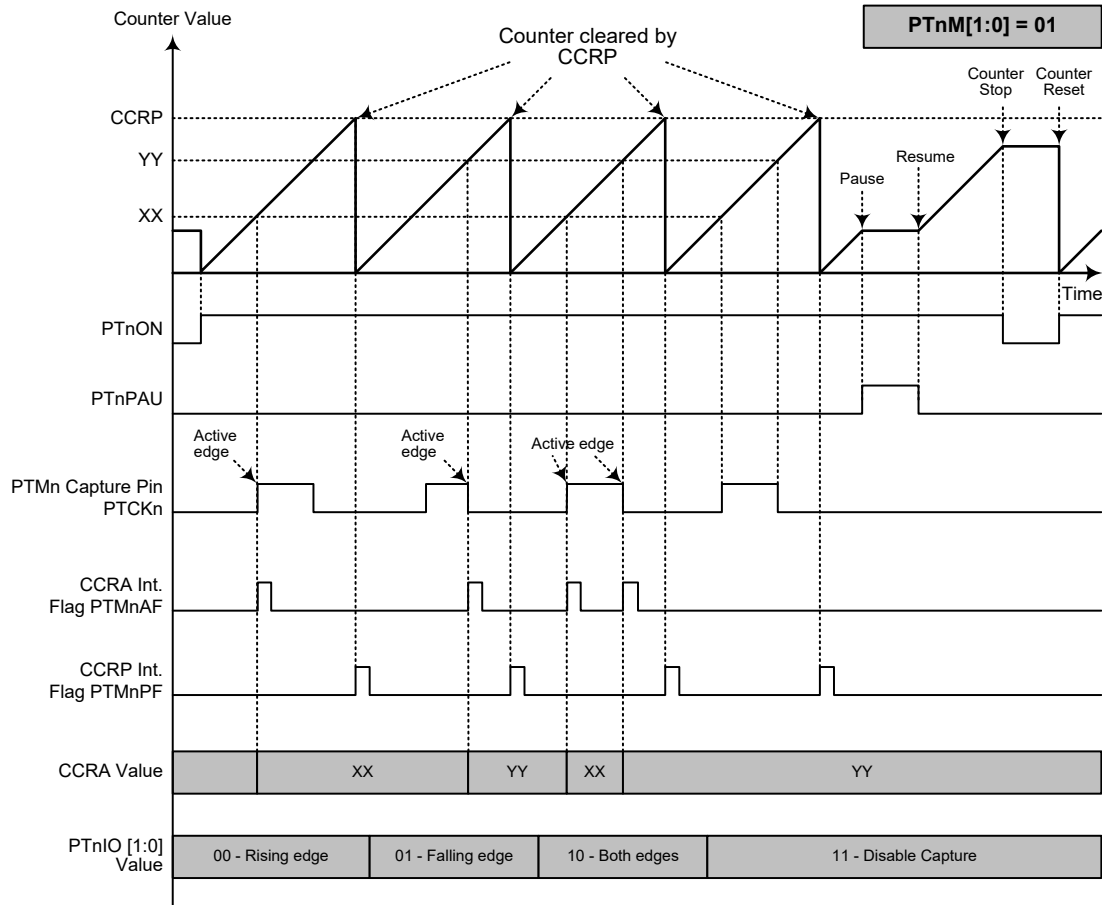 Counter Value
PTnM[1:0] = 01
Counter cleared by
CCRP
Counter
Stop
Counter
Reset
CCRP
YY
XX
Pause
Resume
Time
PTnON
PTnPAU
Active
edge
Active
edge
Active edge
PTMn Capture Pin
PTCKn
CCRA Int.
Flag PTMnAF
CCRP Int.
Flag PTMnPF
CCRA Value
XX
YY
XX
YY
PTnIO [1:0]
Value
00 - Rising edge
01 - Falling edge
10 - Both edges
11 - Disable Capture